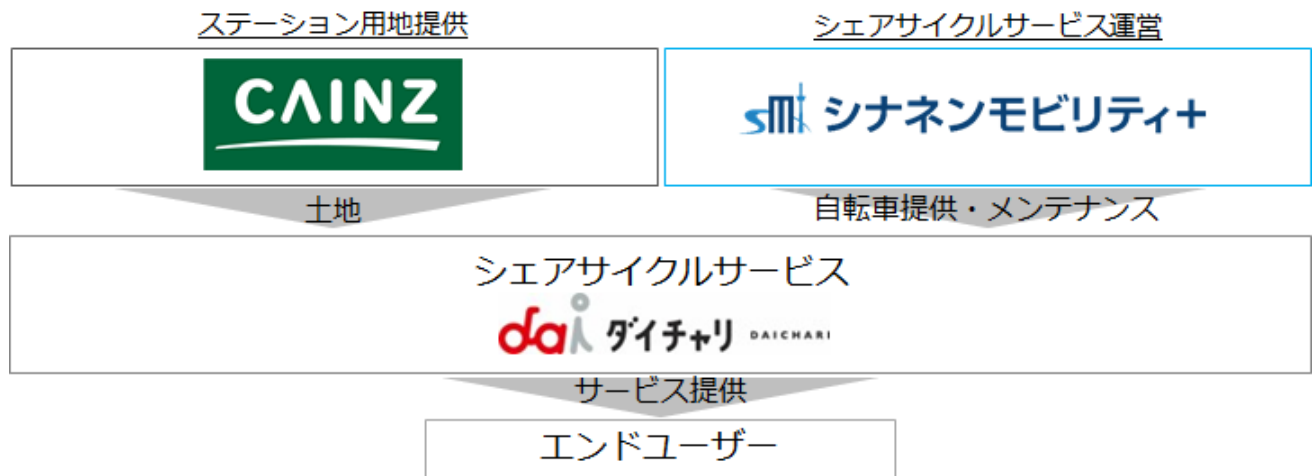 ステーション用地提供
シェアサイクルサービス運営
CAINZ
smi シナネンモビリティ+
土地
自転車提供・メンテナンス
シェアサイクルサービス
dai ダイチャリ DAICHARI
サービス提供
エンドユーザー